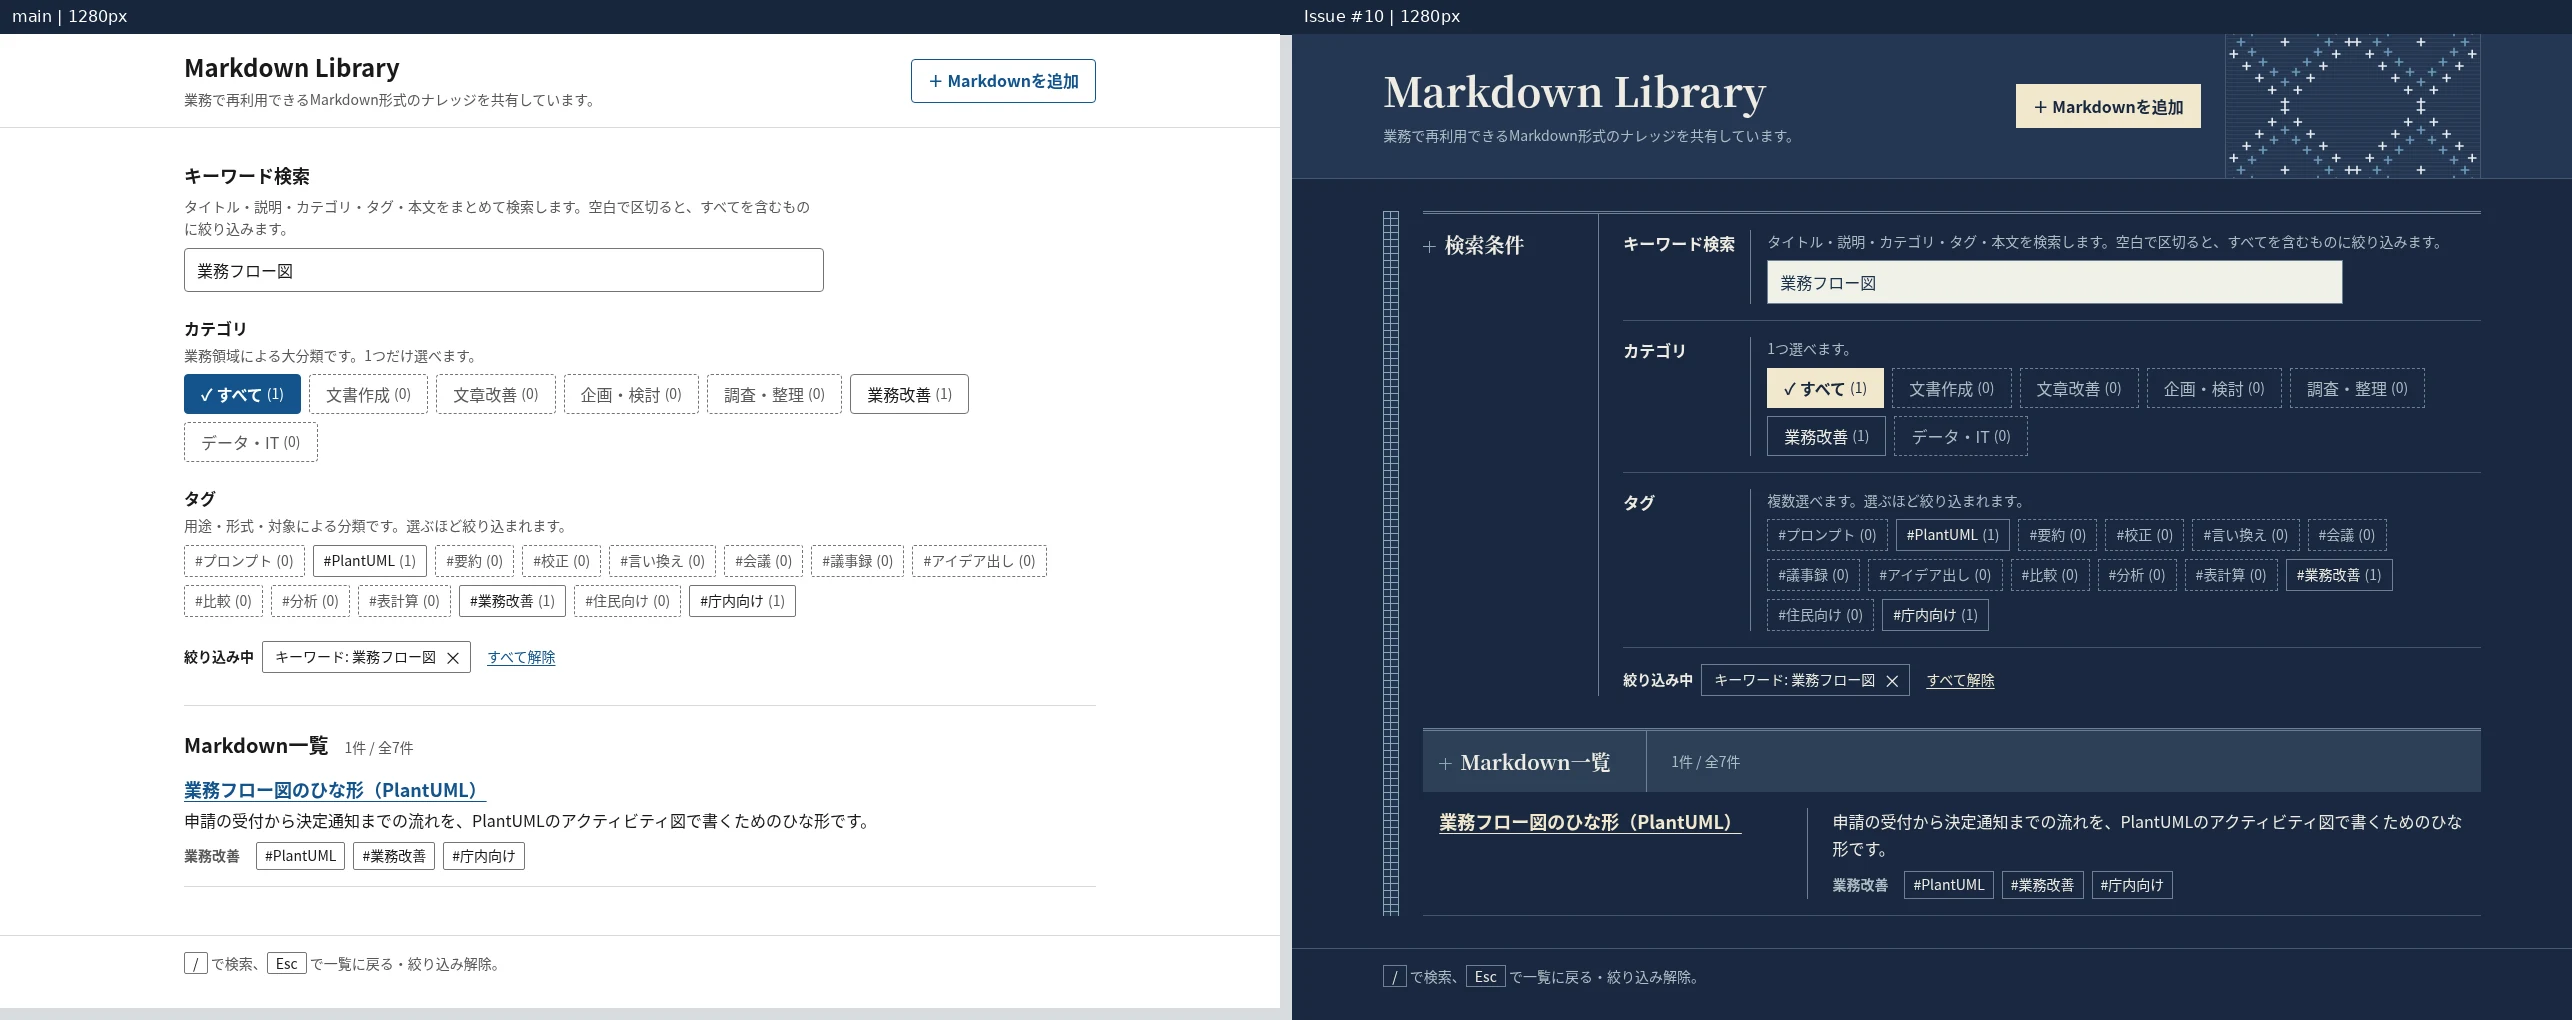 main | 1280px
Markdown Library
業務で再利用できるMarkdown形式のナレッジを共有しています。
＋ Markdownを追加
キーワード検索
タイトル・説明・カテゴリ・タグ・本文をまとめて検索します。空白で区切ると、すべてを含むもの
に絞り込みます。
業務フロー図
カテゴリ
業務領域による大分類です。1つだけ選べます。
✓ すべて (1) 文書作成 (0) 文章改善 (0) 企画・検討 (0) 調査・整理 (0) 業務改善 (1)
データ・IT (0)
タグ
用途・形式・対象による分類です。選ぶほど絞り込まれます。
#プロンプト (0) #PlantUML (1) #要約 (0) #校正 (0) #言い換え (0) #会議 (0) #議事録 (0) #アイデア出し (0)
#比較 (0) #分析 (0) #表計算 (0) #業務改善 (1) #住民向け (0) #庁内向け (1)
絞り込み中 キーワード: 業務フロー図 × すべて解除
Markdown一覧 1件 / 全7件
業務フロー図のひな形（PlantUML）
申請の受付から決定通知までの流れを、PlantUMLのアクティビティ図で書くためのひな形です。
業務改善 #PlantUML #業務改善 #庁内向け
/ で検索、 Esc で一覧に戻る・絞り込み解除。
Issue #10 | 1280px
Markdown Library
業務で再利用できるMarkdown形式のナレッジを共有しています。
＋ Markdownを追加
＋ 検索条件
キーワード検索
タイトル・説明・カテゴリ・タグ・本文を検索します。空白で区切ると、すべてを含むものに絞り込みます。
業務フロー図
カテゴリ
1つ選べます。
✓ すべて (1) 文書作成 (0) 文章改善 (0) 企画・検討 (0) 調査・整理 (0)
業務改善 (1) データ・IT (0)
タグ
複数選べます。選ぶほど絞り込まれます。
#プロンプト (0) #PlantUML (1) #要約 (0) #校正 (0) #言い換え (0) #会議 (0)
#議事録 (0) #アイデア出し (0) #比較 (0) #分析 (0) #表計算 (0) #業務改善 (1)
#住民向け (0) #庁内向け (1)
絞り込み中 キーワード: 業務フロー図 × すべて解除
＋ Markdown一覧 1件 / 全7件
業務フロー図のひな形（PlantUML）
申請の受付から決定通知までの流れを、PlantUMLのアクティビティ図で書くためのひな
形です。
業務改善 #PlantUML #業務改善 #庁内向け
/ で検索、 Esc で一覧に戻る・絞り込み解除。